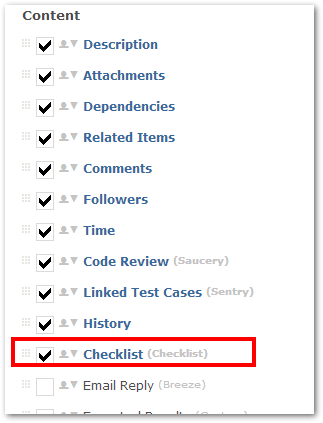 Content
Description
Attachments
Dependencies
Related Items
Comments
Followers
Time
Code Review (Saucery)
Linked Test Cases (Sentry)
History
Checklist (Checklist)
Email Reply (Breeze)